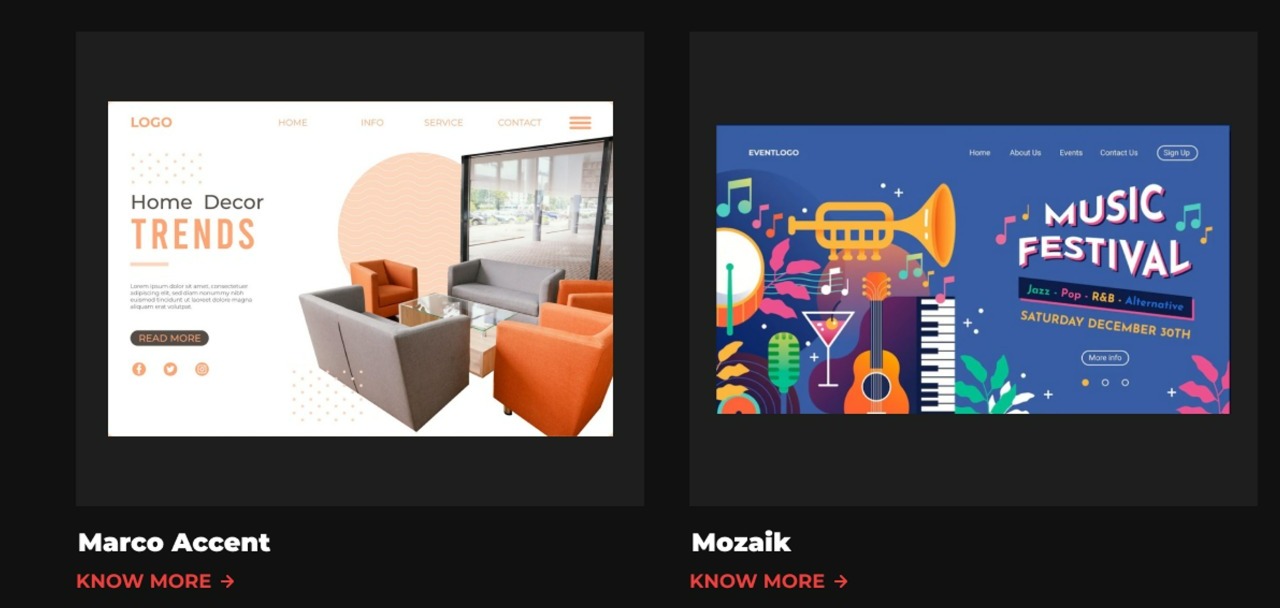 LOGO
HOME INFO SERVICE CONTACT
Home Decor
TRENDS
Lorem ipsum dolor sit amet, consectetuer
adipiscing elit, sed diam nonummy nibh
euismod tincidunt ut laoreet dolore magna
aliquam erat volutpat.
READ MORE
Marco Accent
KNOW MORE →
EVENTLOGO
Home About Us Events Contact Us Sign Up
MUSIC
FESTIVAL
Jazz · Pop · R&B · Alternative
SATURDAY DECEMBER 30TH
More info
Mozaik
KNOW MORE →